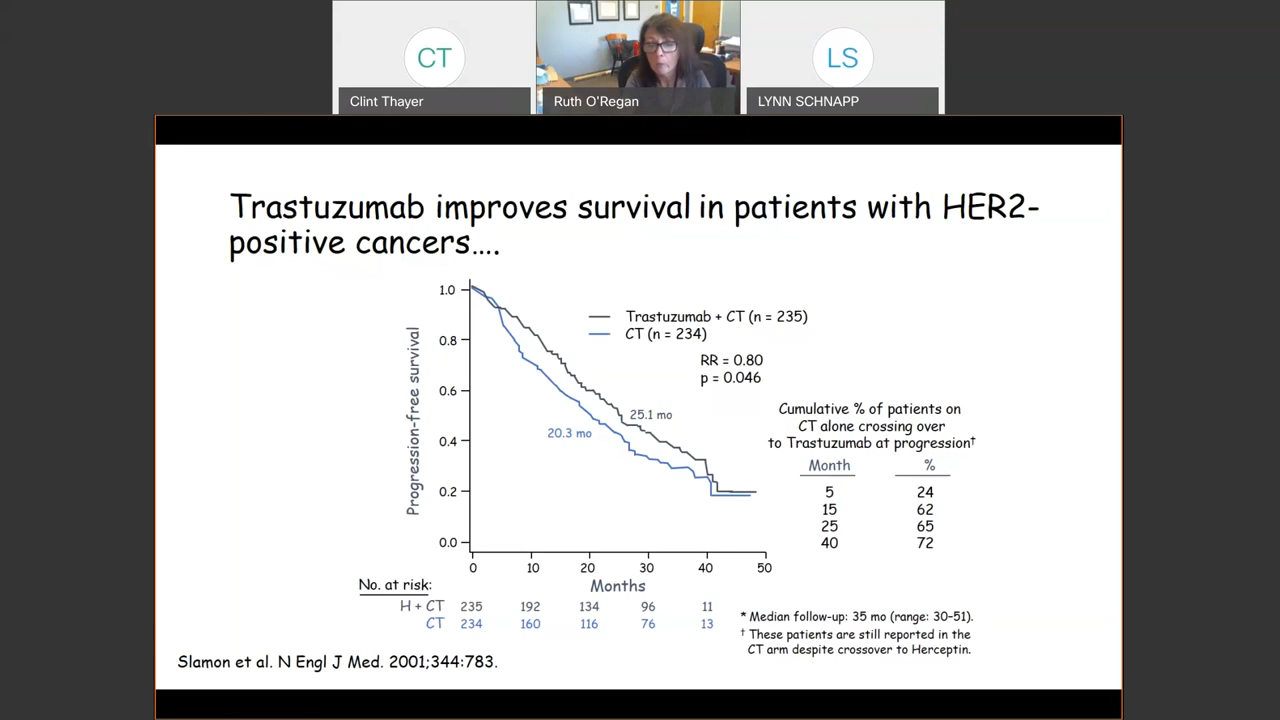 CT
LS
Clint Thayer
Ruth O'Regan
LYNN SCHNAPP
Trastuzumab improves survival in patients with HER2-
positive cancers....
Progression-free survival
1.0
0.8
0.6
0.4
0.2
0.0
Trastuzumab + CT (n = 235)
CT (n = 234)
RR = 0.80
p = 0.046
25.1 mo
20.3 mo
0 10 20 30 40 50
Months
Cumulative % of patients on
CT alone crossing over
to Trastuzumab at progression†
Month %
5 24
15 62
25 65
40 72
No. at risk:
H + CT 235 192 134 96 11
CT 234 160 116 76 13
* Median follow-up: 35 mo (range: 30–51).
† These patients are still reported in the
CT arm despite crossover to Herceptin.
Slamon et al. N Engl J Med. 2001;344:783.